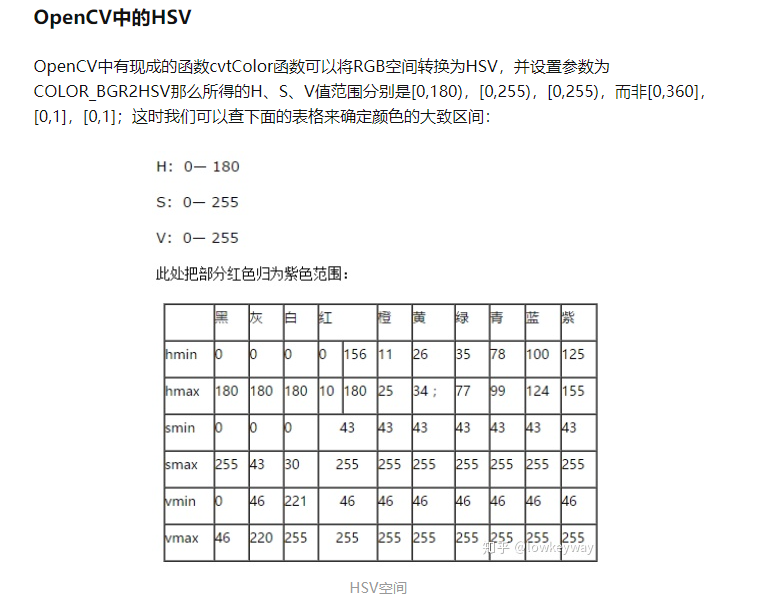 OpenCV中的HSV
OpenCV中有现成的函数cvtColor函数可以将RGB空间转换为HSV，并设置参数为
COLOR_BGR2HSV那么所得的H、S、V值范围分别是[0,180)，[0,255)，[0,255)，而非[0,360]，
[0,1]，[0,1]；这时我们可以查下面的表格来确定颜色的大致区间：
H：0— 180
S：0— 255
V：0— 255
此处把部分红色归为紫色范围：
黑 灰 白 红 橙 黄 绿 青 蓝 紫
hmin 0 0 0 0 156 11 26 35 78 100 125
hmax 180 180 180 10 180 25 34； 77 99 124 155
smin 0 0 0 43 43 43 43 43 43 43
smax 255 43 30 255 255 255 255 255 255 255
vmin 0 46 221 46 46 46 46 46 46 46
vmax 46 220 255 255 255 255 255 255 255 255
知乎 @lowkeyway
HSV空间